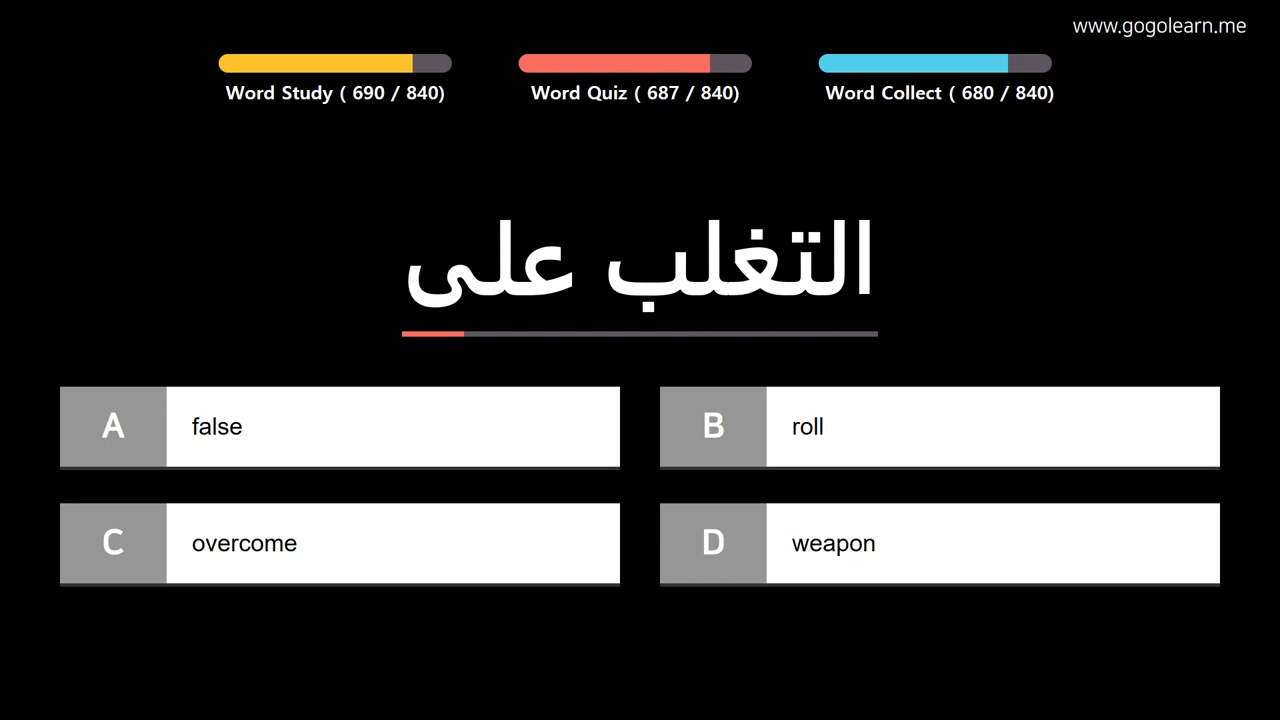 www.gogolearn.me
Word Study ( 690 / 840)
Word Quiz ( 687 / 840)
Word Collect ( 680 / 840)
التغلب على
A
false
B
roll
C
overcome
D
weapon